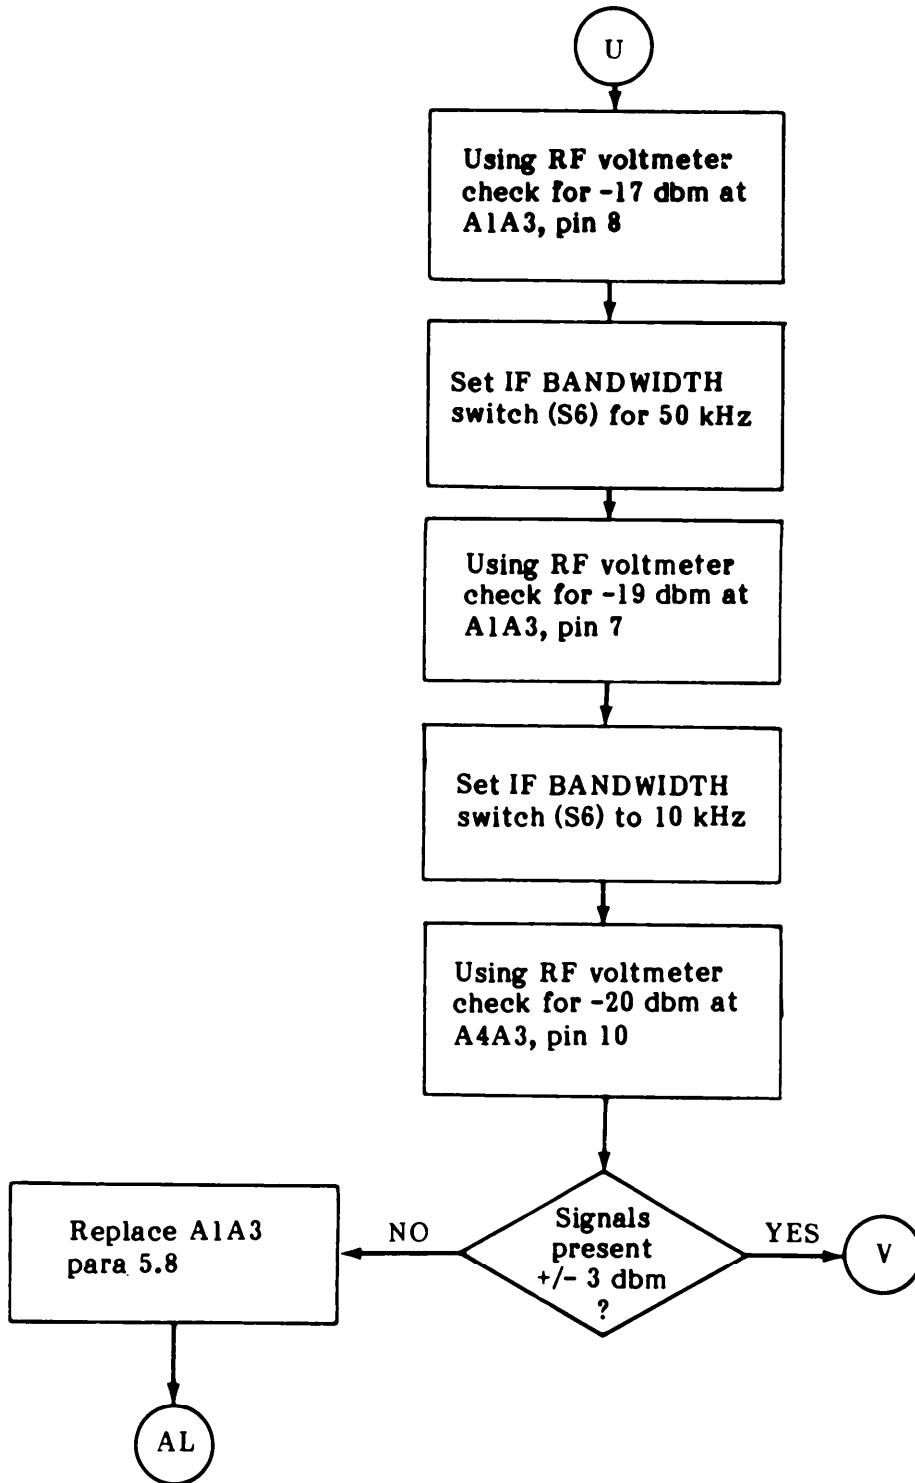 U
Using RF voltmeter
check for -17 dbm at
A1A3, pin 8
Set IF BANDWIDTH
switch (S6) for 50 kHz
Using RF voltmeter
check for -19 dbm at
A1A3, pin 7
Set IF BANDWIDTH
switch (S6) to 10 kHz
Using RF voltmeter
check for -20 dbm at
A4A3, pin 10
Signals
present
+/- 3 dbm
?
NO
YES
V
Replace A1A3
para 5.8
AL